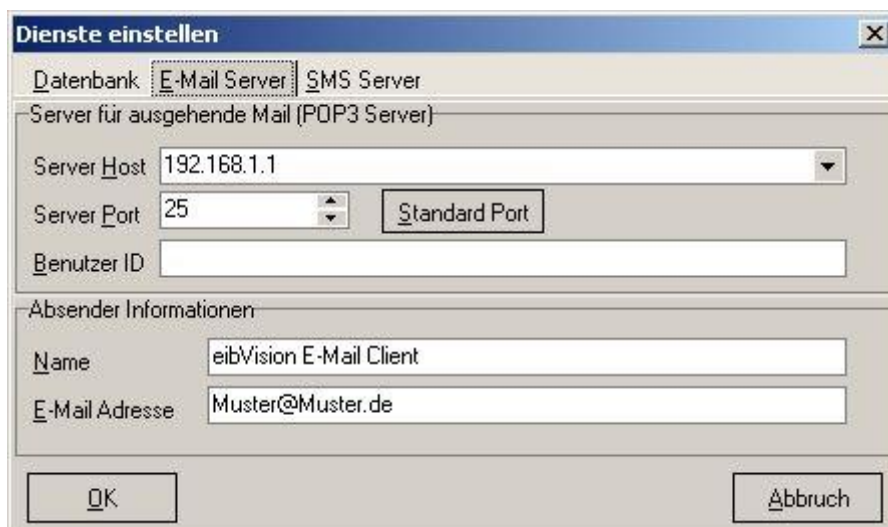 Dienste einstellen
Datenbank E-Mail Server SMS Server
Server für ausgehende Mail (POP3 Server)
Server Host 192.168.1.1
Server Port 25 Standard Port
Benutzer ID
Absender Informationen
Name eibVision E-Mail Client
E-Mail Adresse Muster@Muster.de
OK Abbruch